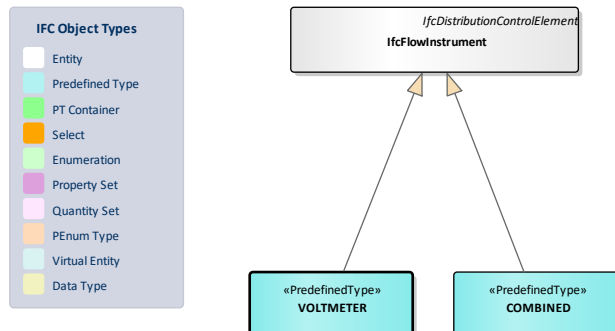 IFC Object Types
Entity
Predefined Type
PT Container
Select
Enumeration
Property Set
Quantity Set
PEnum Type
Virtual Entity
Data Type
IfcDistributionControlElement
IfcFlowInstrument
«PredefinedType»
VOLTMETER
«PredefinedType»
COMBINED